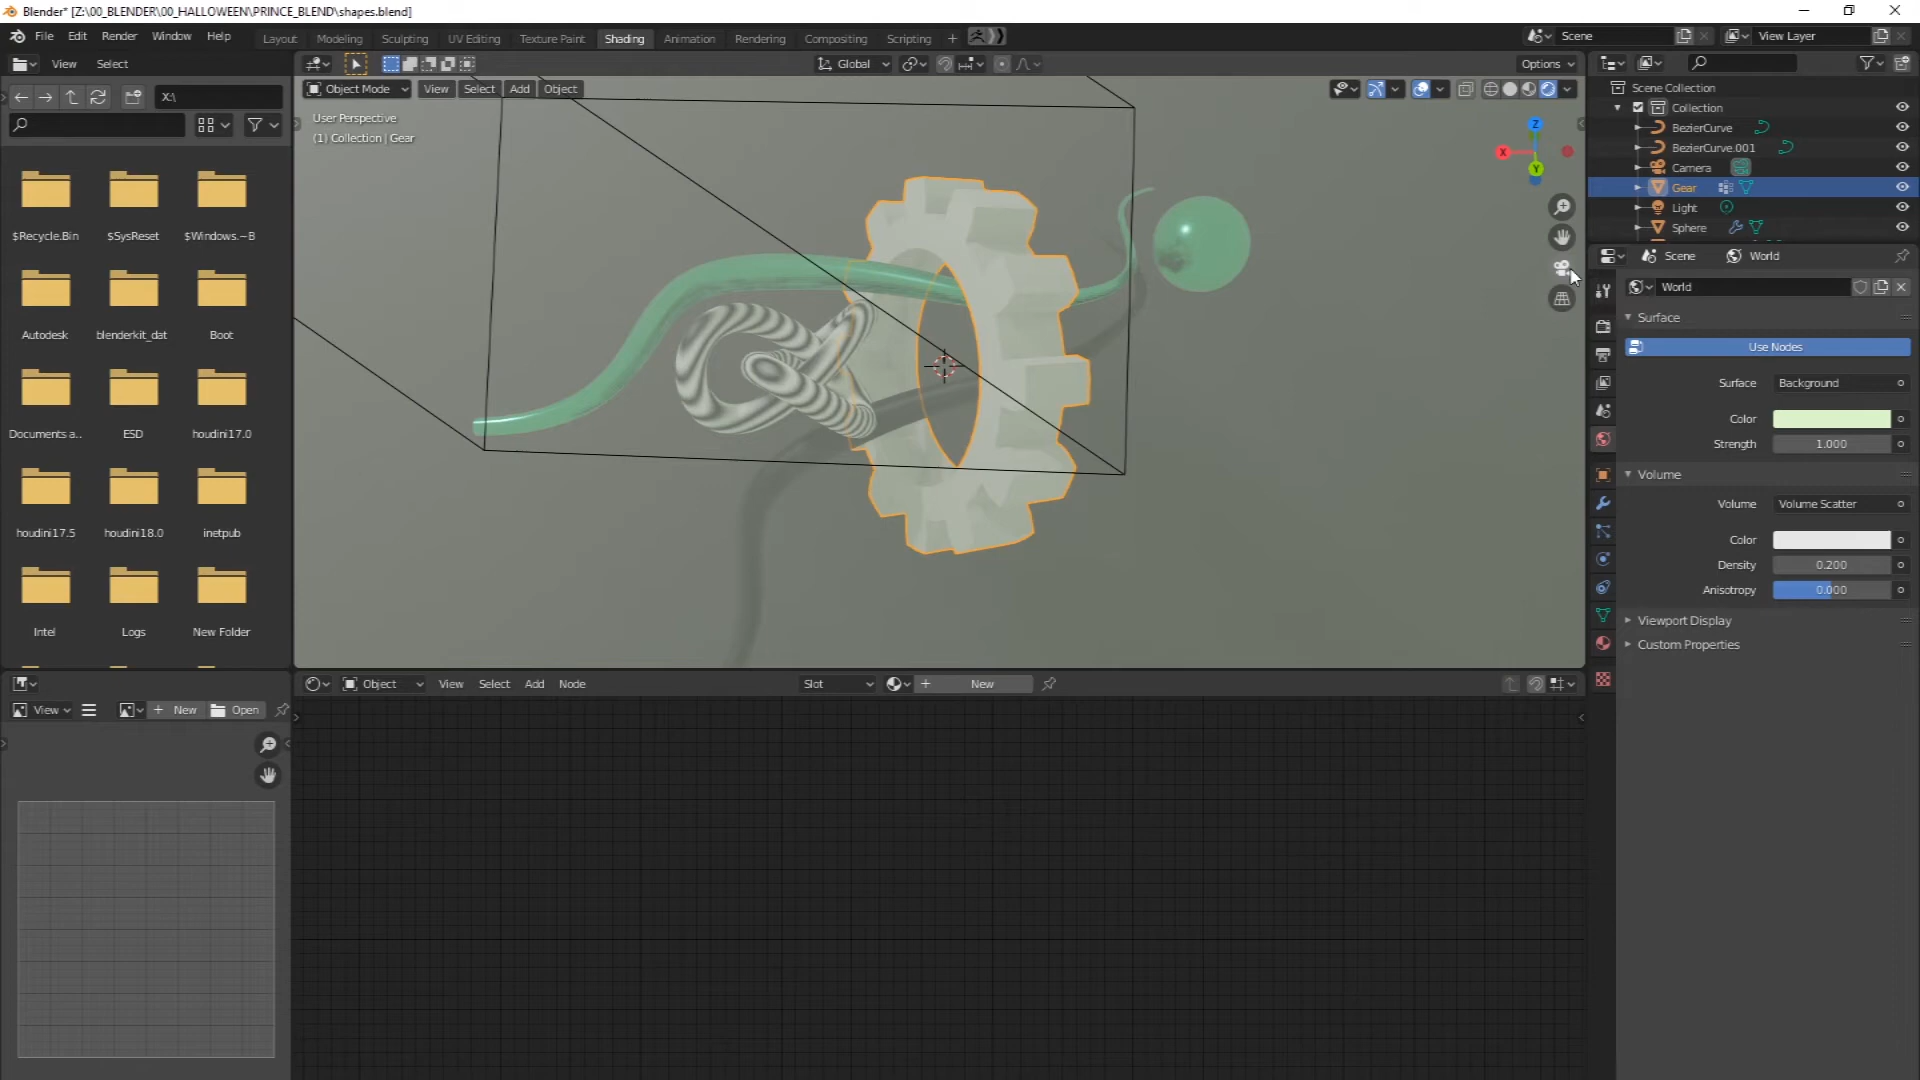 Blender* [Z:\00_BLENDER\00_HALLOWEEN\PRINCE_BLEND\shapes.blend]
File Edit Render Window Help
Layout Modeling Sculpting UV Editing Texture Paint Shading Animation Rendering Compositing Scripting +
Scene
View Layer
View Select
Global
Options
X:\
Object Mode View Select Add Object
User Perspective
(1) Collection | Gear
Z
X
Y
$Recycle.Bin $SysReset $Windows.~B
Autodesk blenderkit_dat Boot
Documents a.. ESD houdini17.0
houdini17.5 houdini18.0 inetpub
Intel Logs New Folder
Scene Collection
Collection
BezierCurve
BezierCurve.001
Camera
Gear
Light
Sphere
Scene World
World
Surface
Use Nodes
Surface Background
Color
Strength 1.000
Volume
Volume Volume Scatter
Color
Density 0.200
Anisotropy 0.000
Viewport Display
Custom Properties
Object View Select Add Node
Slot
New
View
New Open